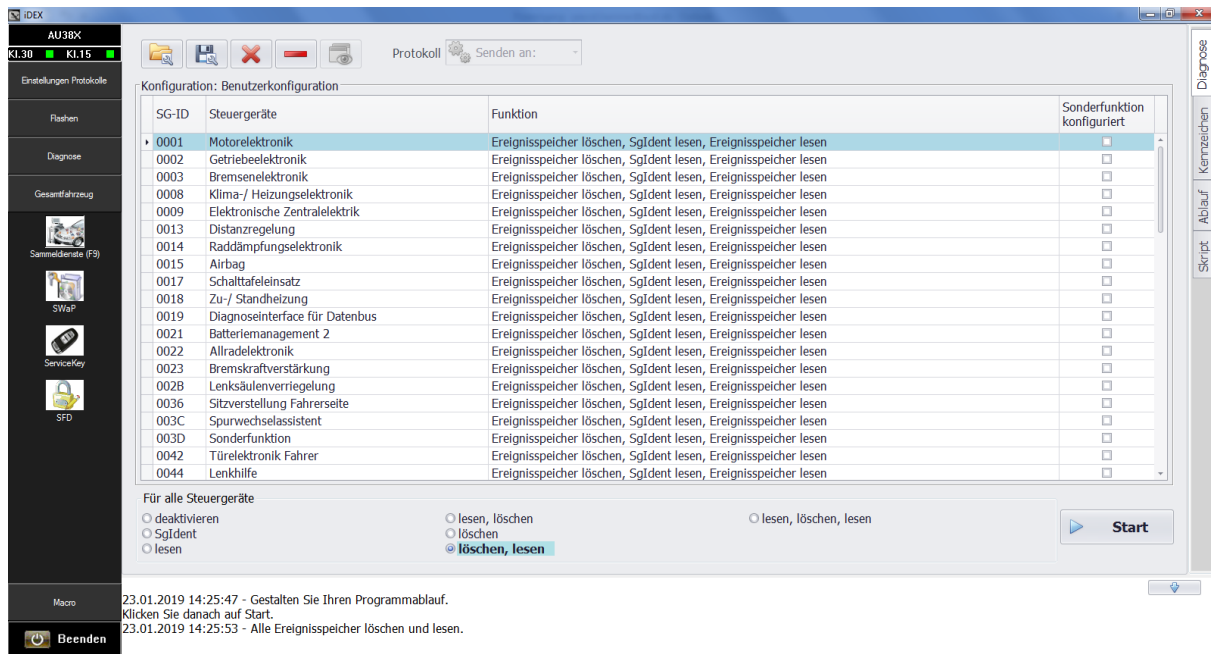 iDEX
AU38X
Kl.30 Kl.15
Einstellungen Protokolle
Flashen
Diagnose
Gesamtfahrzeug
Sammeldienste (F9)
SWaP
ServiceKey
SFD
Macro
Beenden
Protokoll Senden an:
Konfiguration: Benutzerkonfiguration
SG-ID Steuergeräte Funktion Sonderfunktion
konfiguriert
0001 Motorelektronik Ereignisspeicher löschen, SgIdent lesen, Ereignisspeicher lesen
0002 Getriebeelektronik Ereignisspeicher löschen, SgIdent lesen, Ereignisspeicher lesen
0003 Bremsenelektronik Ereignisspeicher löschen, SgIdent lesen, Ereignisspeicher lesen
0008 Klima-/ Heizungselektronik Ereignisspeicher löschen, SgIdent lesen, Ereignisspeicher lesen
0009 Elektronische Zentralelektrik Ereignisspeicher löschen, SgIdent lesen, Ereignisspeicher lesen
0013 Distanzregelung Ereignisspeicher löschen, SgIdent lesen, Ereignisspeicher lesen
0014 Raddämpfungselektronik Ereignisspeicher löschen, SgIdent lesen, Ereignisspeicher lesen
0015 Airbag Ereignisspeicher löschen, SgIdent lesen, Ereignisspeicher lesen
0017 Schalttafeleinsatz Ereignisspeicher löschen, SgIdent lesen, Ereignisspeicher lesen
0018 Zu-/ Standheizung Ereignisspeicher löschen, SgIdent lesen, Ereignisspeicher lesen
0019 Diagnoseinterface für Datenbus Ereignisspeicher löschen, SgIdent lesen, Ereignisspeicher lesen
0021 Batteriemanagement 2 Ereignisspeicher löschen, SgIdent lesen, Ereignisspeicher lesen
0022 Allradelektronik Ereignisspeicher löschen, SgIdent lesen, Ereignisspeicher lesen
0023 Bremskraftverstärkung Ereignisspeicher löschen, SgIdent lesen, Ereignisspeicher lesen
002B Lenksäulenverriegelung Ereignisspeicher löschen, SgIdent lesen, Ereignisspeicher lesen
0036 Sitzverstellung Fahrerseite Ereignisspeicher löschen, SgIdent lesen, Ereignisspeicher lesen
003C Spurwechselassistent Ereignisspeicher löschen, SgIdent lesen, Ereignisspeicher lesen
003D Sonderfunktion Ereignisspeicher löschen, SgIdent lesen, Ereignisspeicher lesen
0042 Türelektronik Fahrer Ereignisspeicher löschen, SgIdent lesen, Ereignisspeicher lesen
0044 Lenkhilfe Ereignisspeicher löschen, SgIdent lesen, Ereignisspeicher lesen
Für alle Steuergeräte
deaktivieren lesen, löschen lesen, löschen, lesen
SgIdent löschen
lesen löschen, lesen
Start
23.01.2019 14:25:47 - Gestalten Sie Ihren Programmablauf.
Klicken Sie danach auf Start.
23.01.2019 14:25:53 - Alle Ereignisspeicher löschen und lesen.
Diagnose
Kennzeichen
Ablauf
Skript